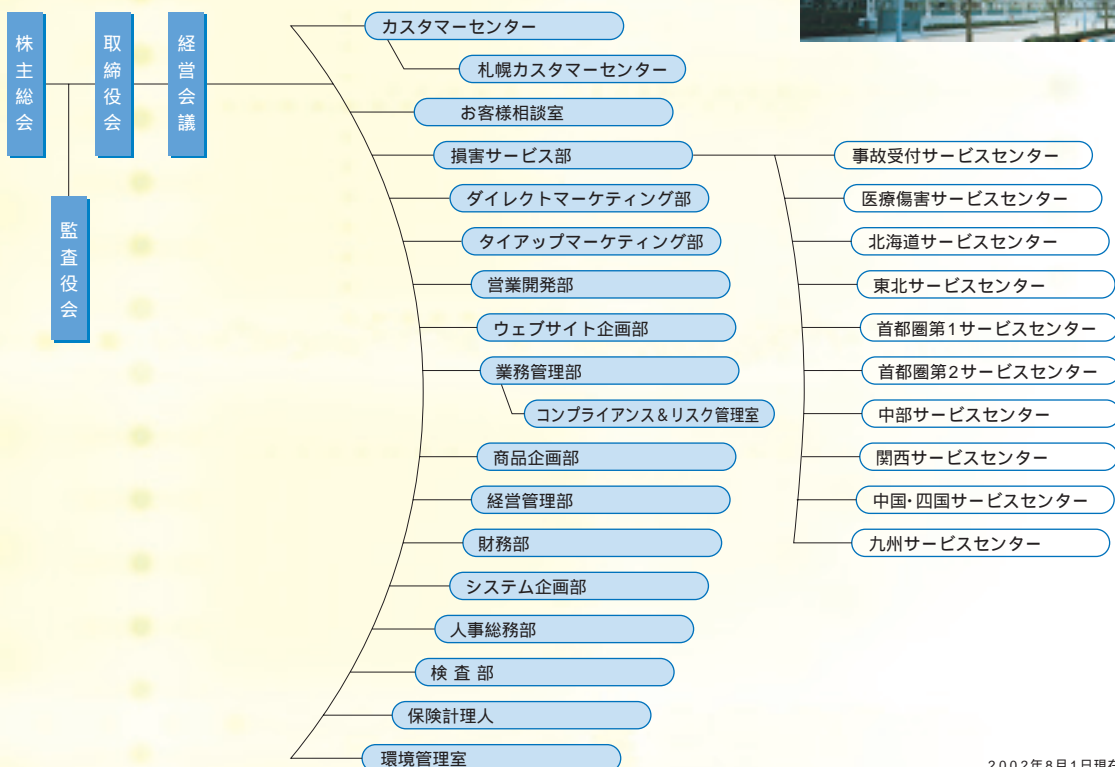 株主総会
取締役会
経営会議
監査役会
カスタマーセンター
札幌カスタマーセンター
お客様相談室
損害サービス部
ダイレクトマーケティング部
タイアップマーケティング部
営業開発部
ウェブサイト企画部
業務管理部
コンプライアンス&リスク管理室
商品企画部
経営管理部
財務部
システム企画部
人事総務部
検 査 部
保険計理人
環境管理室
事故受付サービスセンター
医療傷害サービスセンター
北海道サービスセンター
東北サービスセンター
首都圏第1サービスセンター
首都圏第2サービスセンター
中部サービスセンター
関西サービスセンター
中国・四国サービスセンター
九州サービスセンター
2002年8月1日現在